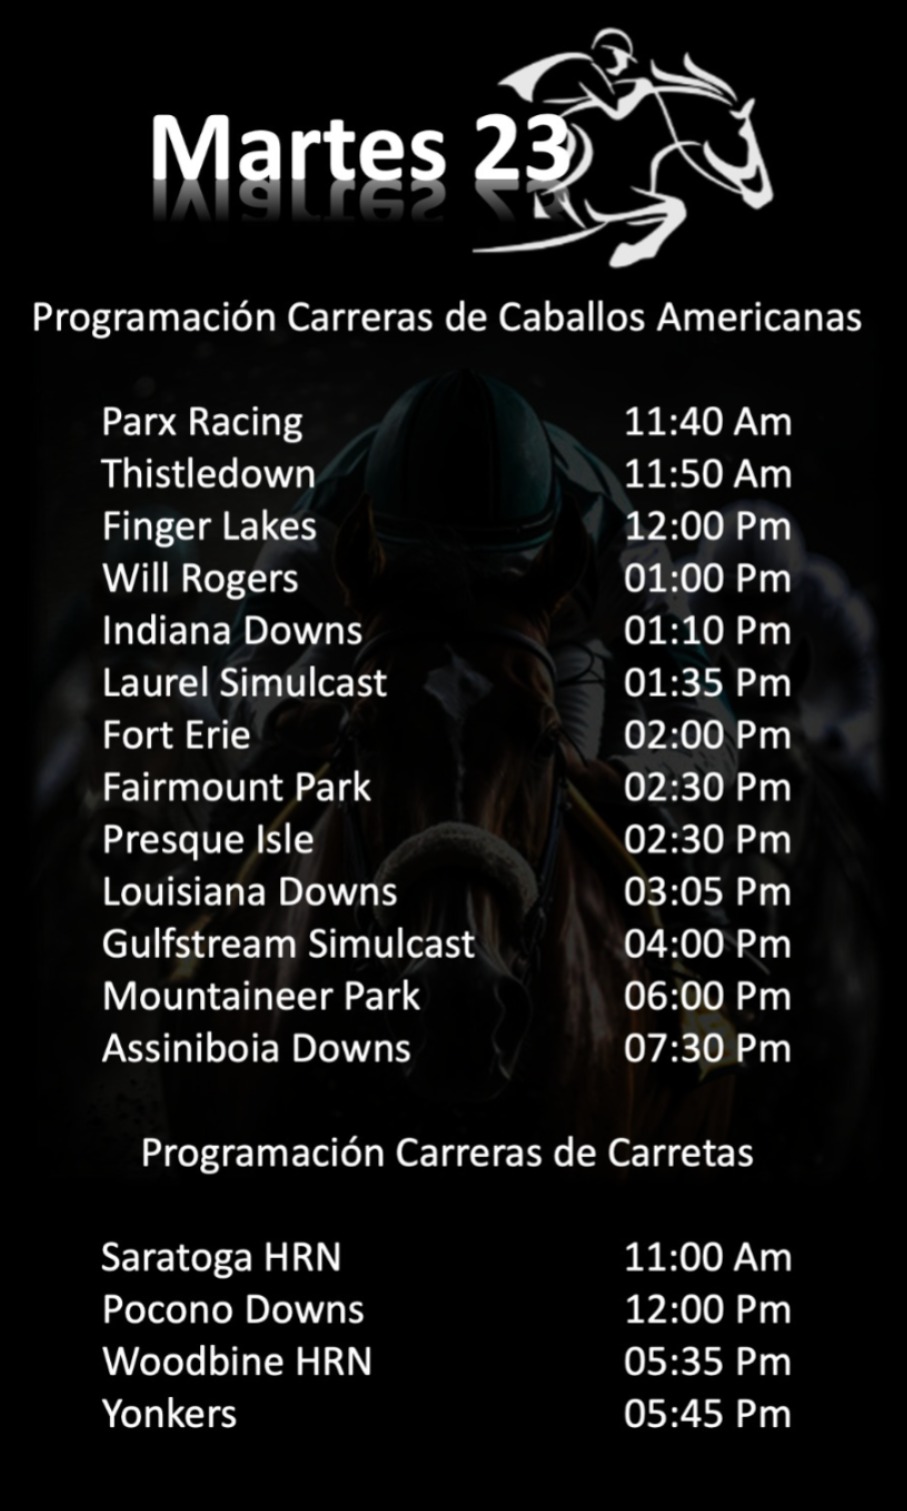 Martes 23
Programación Carreras de Caballos Americanas
Parx Racing 11:40 Am
Thistledown 11:50 Am
Finger Lakes 12:00 Pm
Will Rogers 01:00 Pm
Indiana Downs 01:10 Pm
Laurel Simulcast 01:35 Pm
Fort Erie 02:00 Pm
Fairmount Park 02:30 Pm
Presque Isle 02:30 Pm
Louisiana Downs 03:05 Pm
Gulfstream Simulcast 04:00 Pm
Mountaineer Park 06:00 Pm
Assiniboia Downs 07:30 Pm
Programación Carreras de Carretas
Saratoga HRN 11:00 Am
Pocono Downs 12:00 Pm
Woodbine HRN 05:35 Pm
Yonkers 05:45 Pm